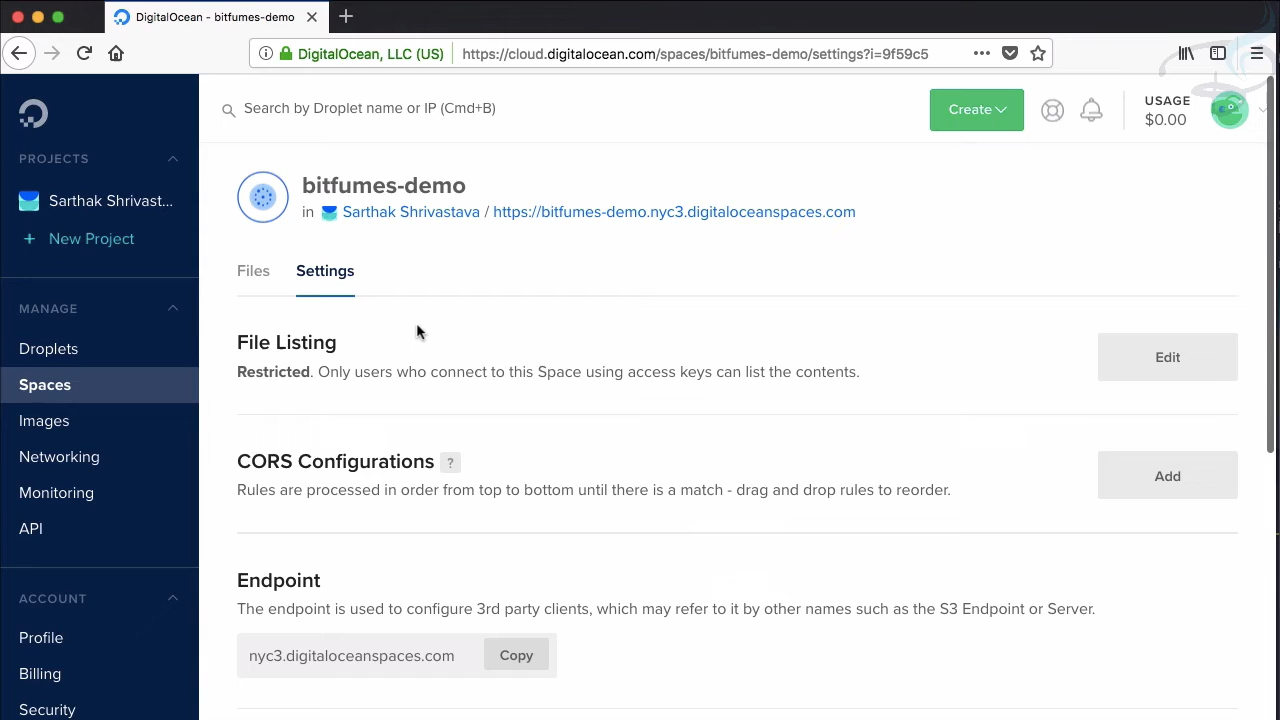 DigitalOcean - bitfumes-demo
DigitalOcean, LLC (US)
https://cloud.digitalocean.com/spaces/bitfumes-demo/settings?i=9f59c5
Search by Droplet name or IP (Cmd+B)
Create
USAGE
$0.00
PROJECTS
Sarthak Shrivast...
+ New Project
MANAGE
Droplets
Spaces
Images
Networking
Monitoring
API
ACCOUNT
Profile
Billing
Security
bitfumes-demo
in Sarthak Shrivastava / https://bitfumes-demo.nyc3.digitaloceanspaces.com
Files Settings
File Listing
Restricted. Only users who connect to this Space using access keys can list the contents.
Edit
CORS Configurations ?
Rules are processed in order from top to bottom until there is a match - drag and drop rules to reorder.
Add
Endpoint
The endpoint is used to configure 3rd party clients, which may refer to it by other names such as the S3 Endpoint or Server.
nyc3.digitaloceanspaces.com Copy